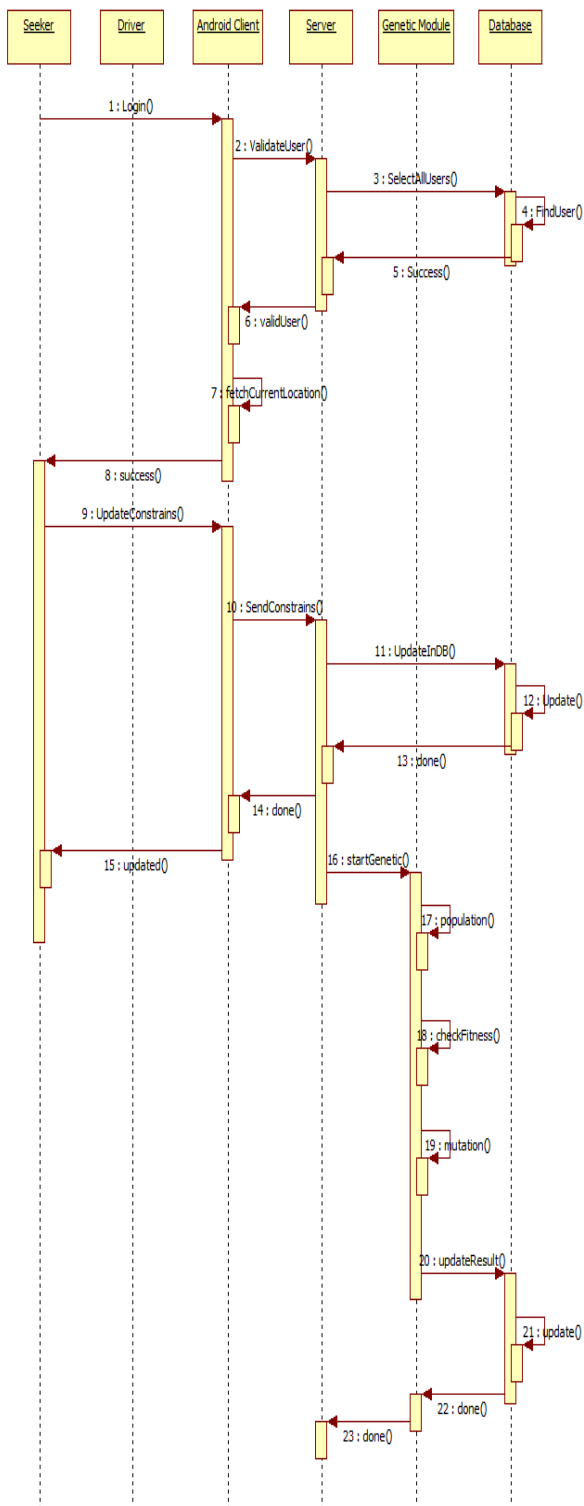 Seeker
Driver
Android Client
Server
Genetic Module
Database
1 : Login()
2 : ValidateUser()
3 : SelectAllUsers()
4 : FindUser()
5 : Success()
6 : validUser()
7 : fetchCurrentLocation()
8 : success()
9 : UpdateConstrains()
10 : SendConstrains()
11 : UpdateInDB()
12 : Update()
13 : done()
14 : done()
15 : updated()
16 : startGenetic()
17 : population()
18 : checkFitness()
19 : mutation()
20 : updateResult()
21 : update()
22 : done()
23 : done()